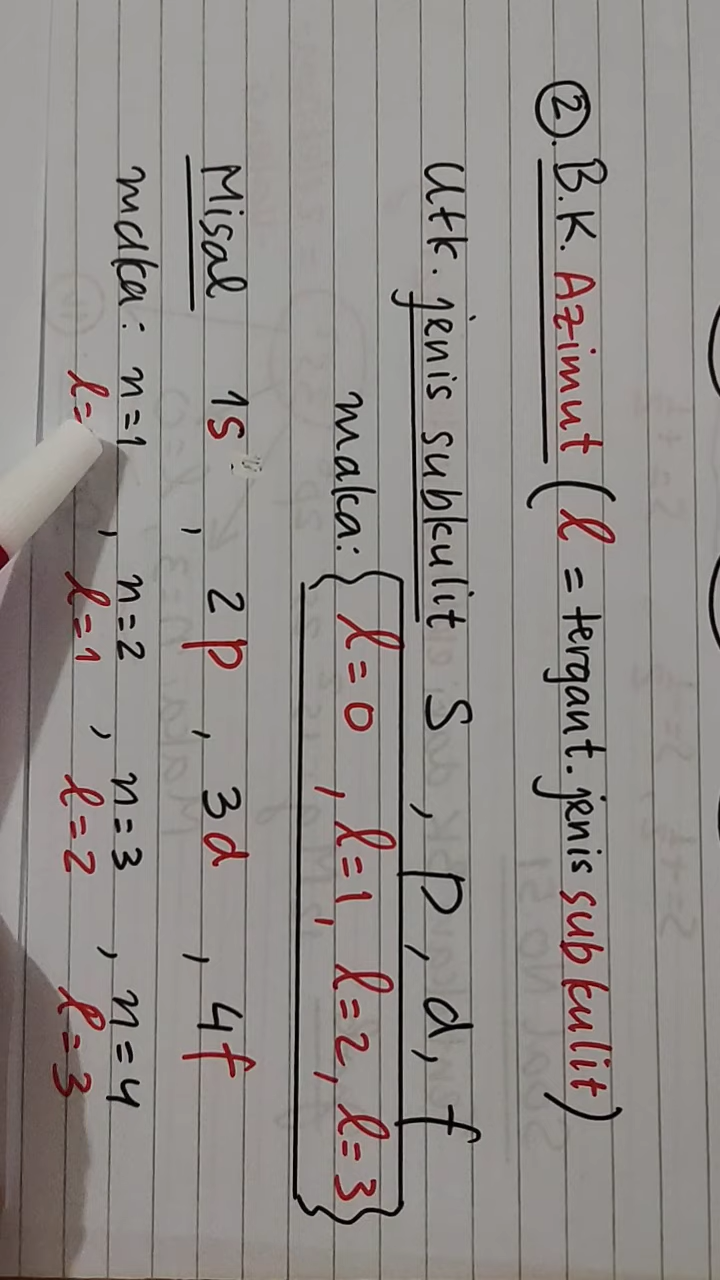 ②. B.K. Azimut (l = tergant. jenis subkulit)
Utk. jenis subkulit s , p , d , f
maka: l=0 , l=1, l=2, l=3
Misal 1s , 2p , 3d , 4f
maka: n=1 , n=2 , n=3 , n=4
l= l=1 l=2 l=3